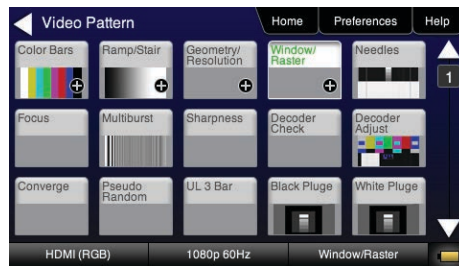 Video Pattern
Home
Preferences
Help
Color Bars
Ramp/Stair
Geometry/
Resolution
Window/
Raster
Needles
1
Focus
Multiburst
Sharpness
Decoder
Check
Decoder
Adjust
Converge
Pseudo
Random
UL 3 Bar
Black Pluge
White Pluge
HDMI (RGB)
1080p 60Hz
Window/Raster